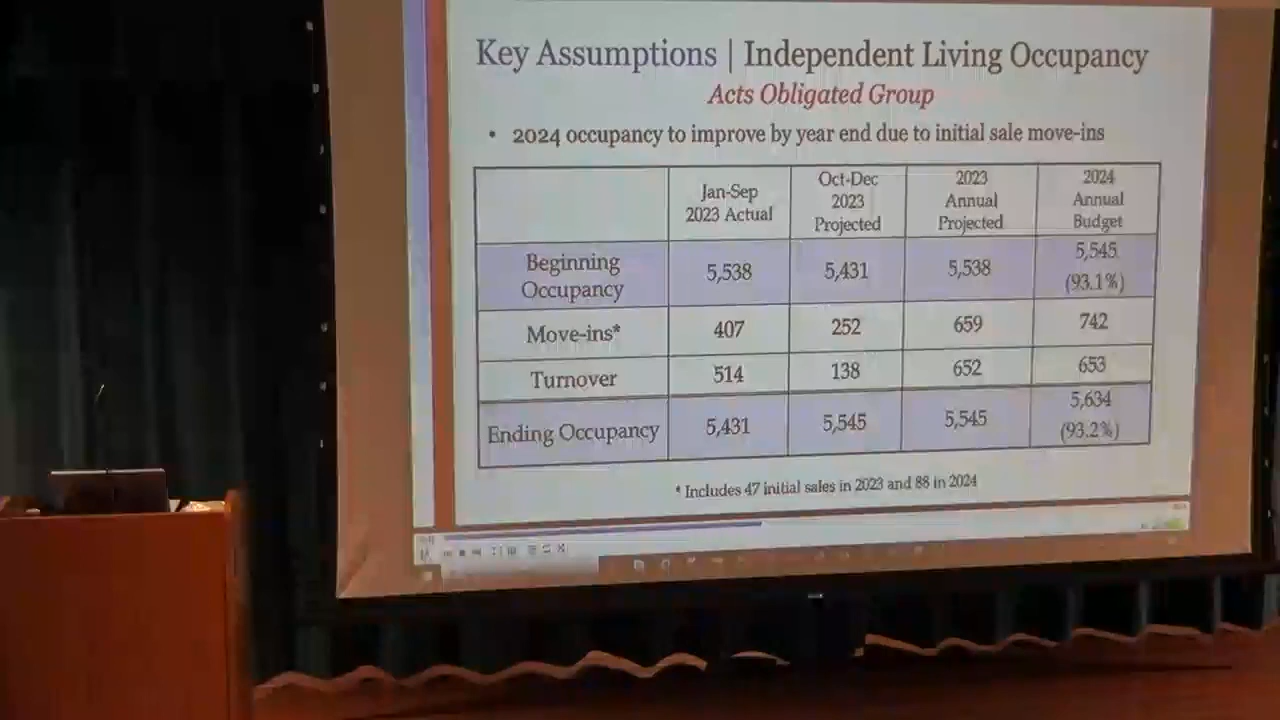 Key Assumptions | Independent Living Occupancy
Acts Obligated Group
• 2024 occupancy to improve by year end due to initial sale move-ins
Jan-Sep
2023 Actual
Oct-Dec
2023
Projected
2023
Annual
Projected
2024
Annual
Budget
Beginning
Occupancy
5,538
5,431
5,538
5,545
(93.1%)
Move-ins*
407
252
659
742
Turnover
514
138
652
653
Ending Occupancy
5,431
5,545
5,545
5,634
(93.2%)
* Includes 47 initial sales in 2023 and 88 in 2024